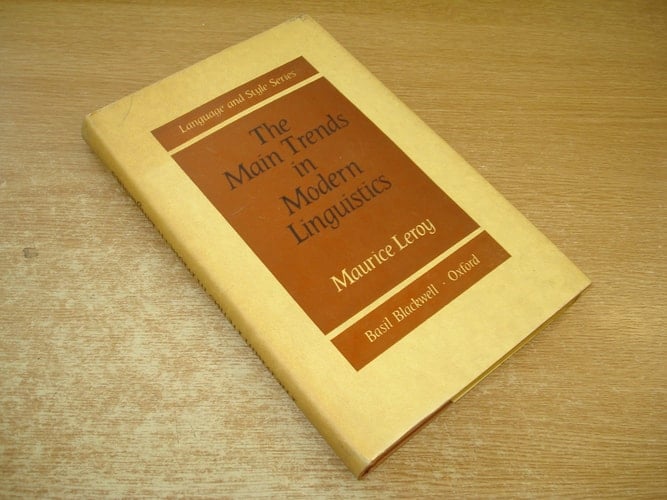 Language and Style Series
The
Main Trends
in
Modern
Linguistics
Maurice Leroy
Basil Blackwell · Oxford